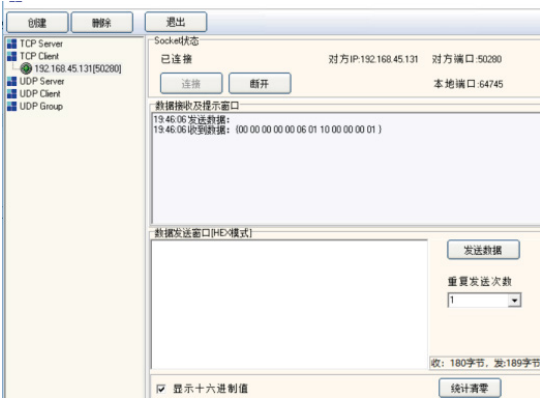 创建 删除 退出
TCP Server
TCP Client
192.168.45.131[50280]
UDP Server
UDP Client
UDP Group
Socket状态
已连接 对方IP:192.168.45.131 对方端口:50280
连接 断开 本地端口:64745
数据接收及提示窗口
19:46:06 发送数据:
19:46:06 收到数据: (00 00 00 00 00 06 01 10 00 00 00 01 )
数据发送窗口[HEX模式]
发送数据
重复发送次数
1
收: 180字节, 发:189字节
显示十六进制值 统计清零